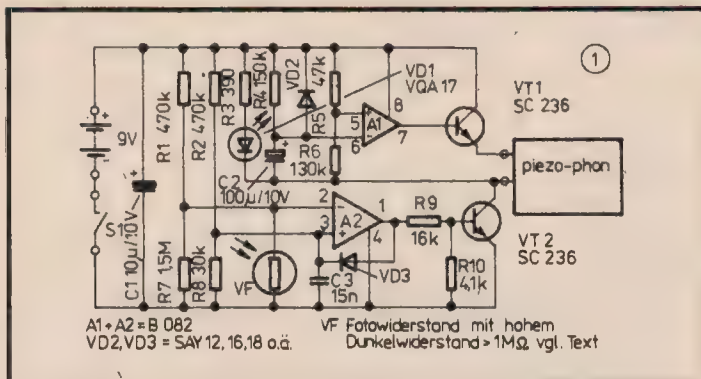 1
R1 470k
R2 470k
R3 390
R4 150k
VD2
47k
R5
VD1
VQA 17
VT1
SC 236
9V
S1
C1 10µ/10V
+
C2
100µ/10V
+
R6
130k
5
6
A1
8
7
piezo-phon
2
3
A2
1
4
R9
16k
VT2
SC 236
R7 1,5M
R8 30k
VF
C3
15n
VD3
R10
4,1k
A1 + A2 = B 082
VD2, VD3 = SAY 12, 16, 18 o.ä.
VF Fotowiderstand mit hohem
Dunkelwiderstand > 1MΩ vgl. Text